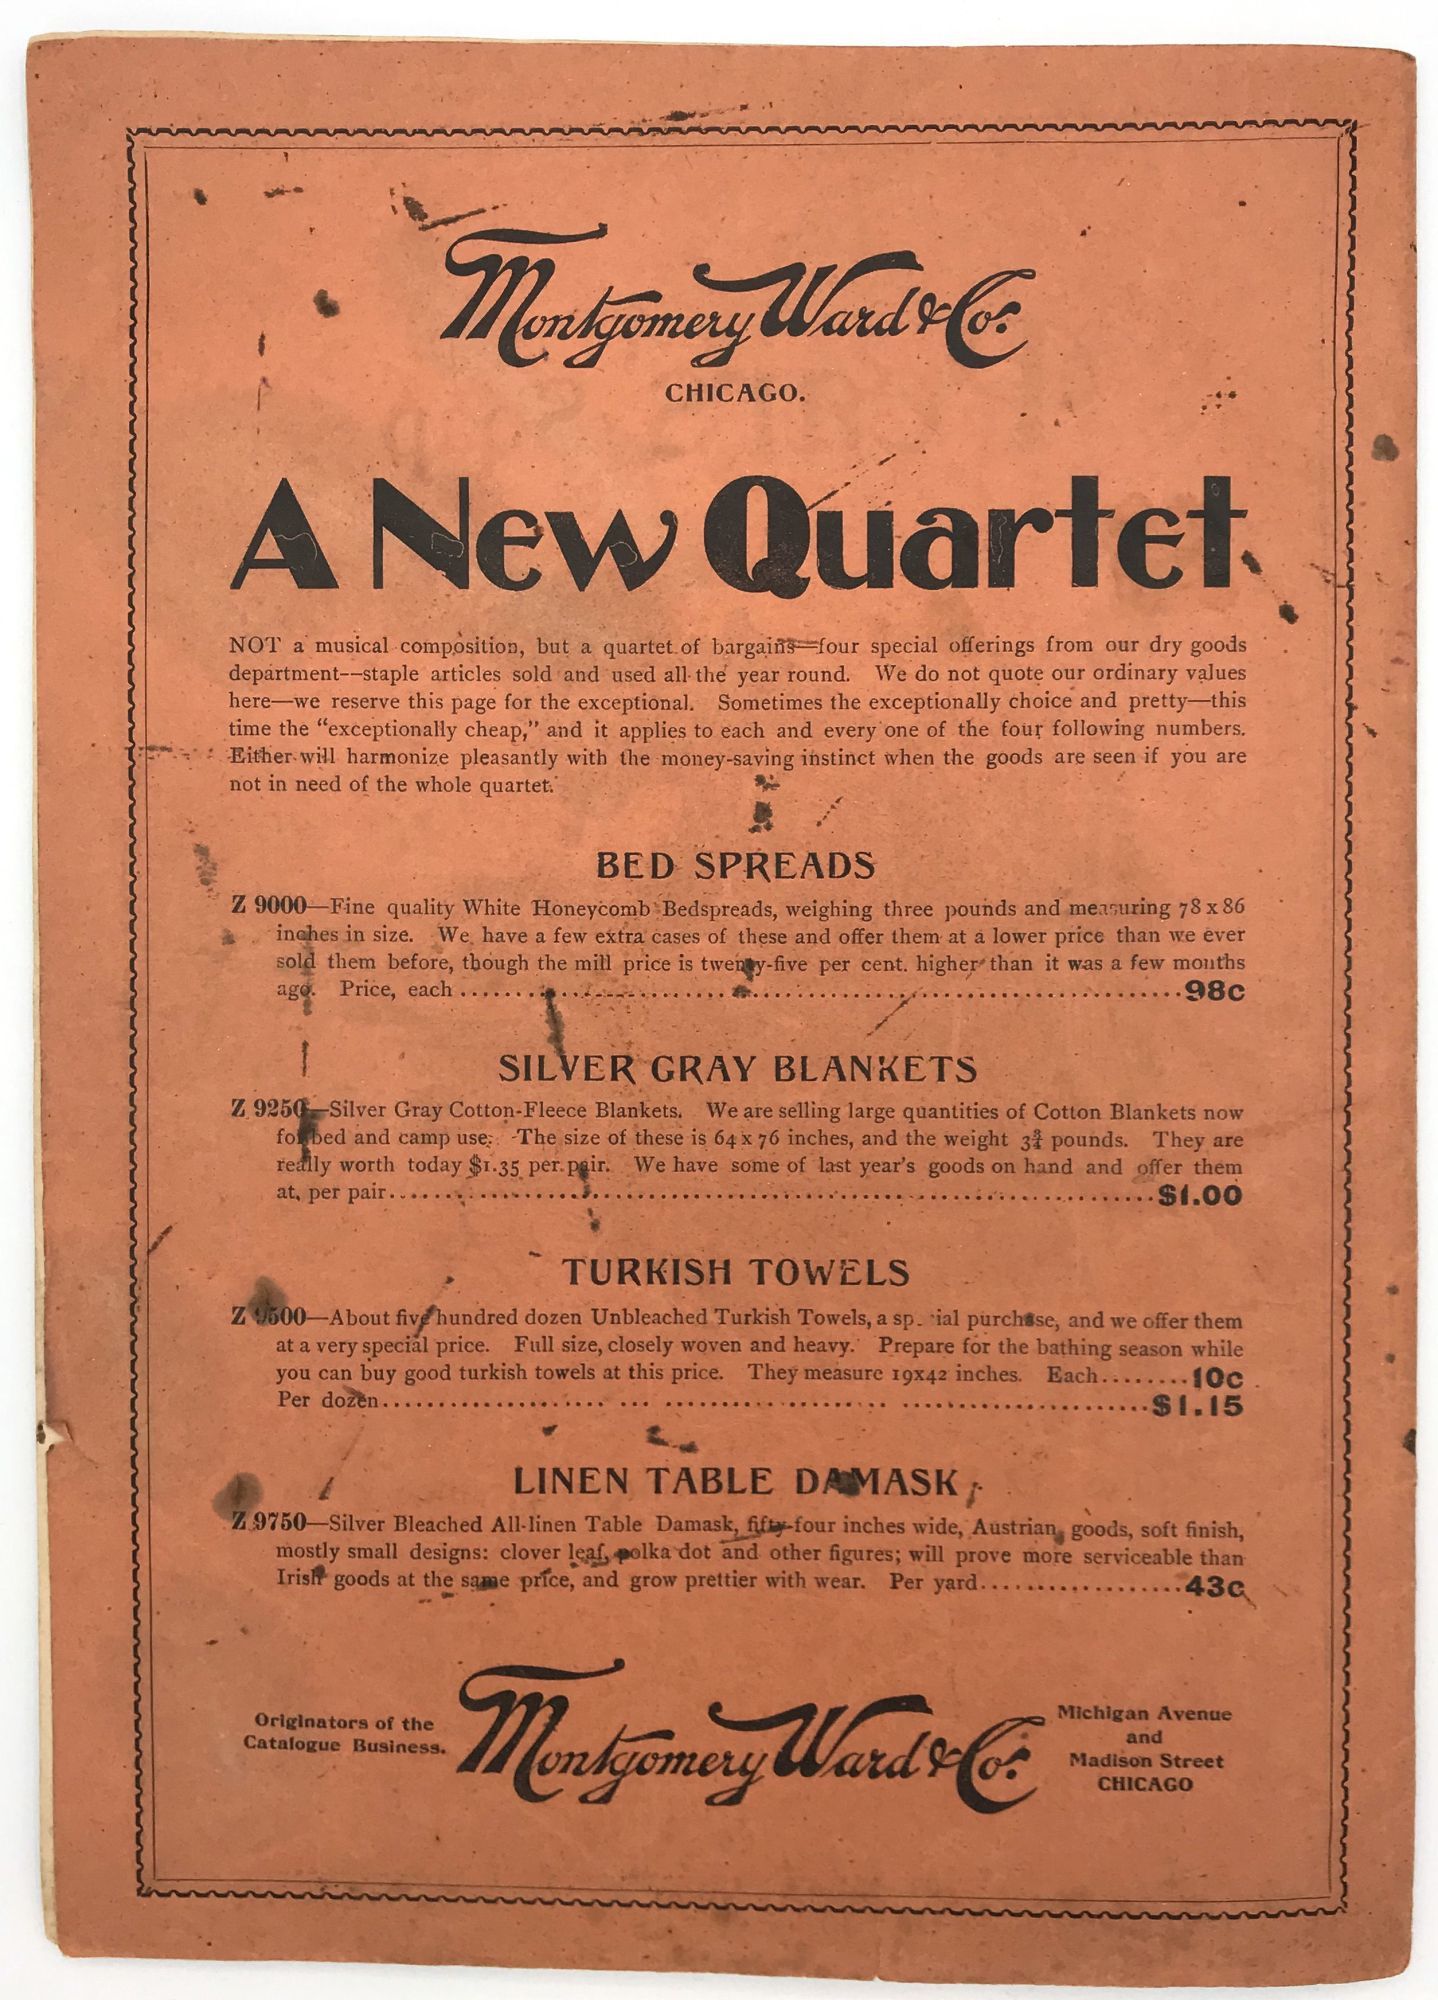 Montgomery Ward & Co.
CHICAGO.
A New Quartet
NOT a musical composition, but a quartet of bargains—four special offerings from our dry goods
department—staple articles sold and used all the year round. We do not quote our ordinary values
here—we reserve this page for the exceptional. Sometimes the exceptionally choice and pretty—this
time the “exceptionally cheap,” and it applies to each and every one of the four following numbers.
Either will harmonize pleasantly with the money-saving instinct when the goods are seen if you are
not in need of the whole quartet.
BED SPREADS
Z 9000—Fine quality White Honeycomb Bedspreads, weighing three pounds and measuring 78 x 86
inches in size. We have a few extra cases of these and offer them at a lower price than we ever
sold them before, though the mill price is twenty-five per cent. higher than it was a few months
ago. Price, each........98c
SILVER GRAY BLANKETS
Z 9250—Silver Gray Cotton-Fleece Blankets. We are selling large quantities of Cotton Blankets now
for bed and camp use. The size of these is 64 x 76 inches, and the weight 3¾ pounds. They are
really worth today $1.35 per pair. We have some of last year's goods on hand and offer them
at, per pair........$1.00
TURKISH TOWELS
Z 9500—About five hundred dozen Unbleached Turkish Towels, a special purchase, and we offer them
at a very special price. Full size, closely woven and heavy. Prepare for the bathing season while
you can buy good turkish towels at this price. They measure 19x42 inches. Each........10c
Per dozen........$1.15
LINEN TABLE DAMASK
Z 9750—Silver Bleached All-linen Table Damask, fifty-four inches wide, Austrian goods, soft finish,
mostly small designs: clover leaf, polka dot and other figures; will prove more serviceable than
Irish goods at the same price, and grow prettier with wear. Per yard........43c
Originators of the
Catalogue Business.
Montgomery Ward & Co.
Michigan Avenue
and
Madison Street
CHICAGO